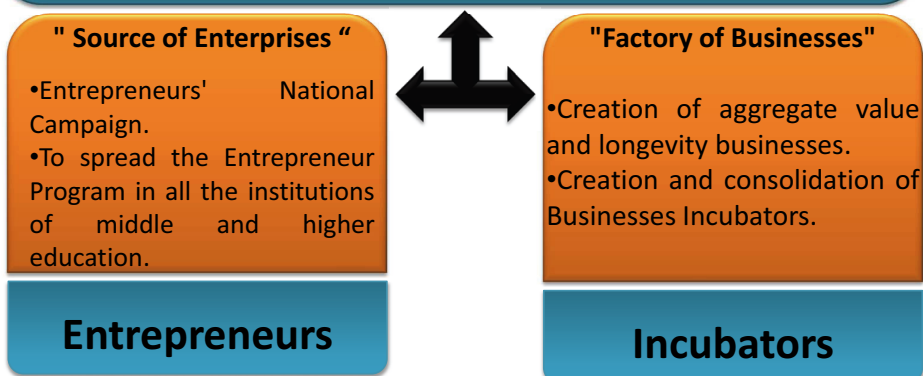 " Source of Enterprises “
•Entrepreneurs' National
Campaign.
•To spread the Entrepreneur
Program in all the institutions
of middle and higher
education.
Entrepreneurs
"Factory of Businesses"
•Creation of aggregate value
and longevity businesses.
•Creation and consolidation of
Businesses Incubators.
Incubators